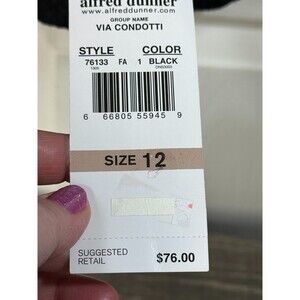 alfred dunner
www.alfreddunner.com
GROUP NAME
VIA CONDOTTI
STYLE COLOR
76133 FA 1 BLACK
6 66805 55945 9
SIZE 12
SUGGESTED
RETAIL $76.00